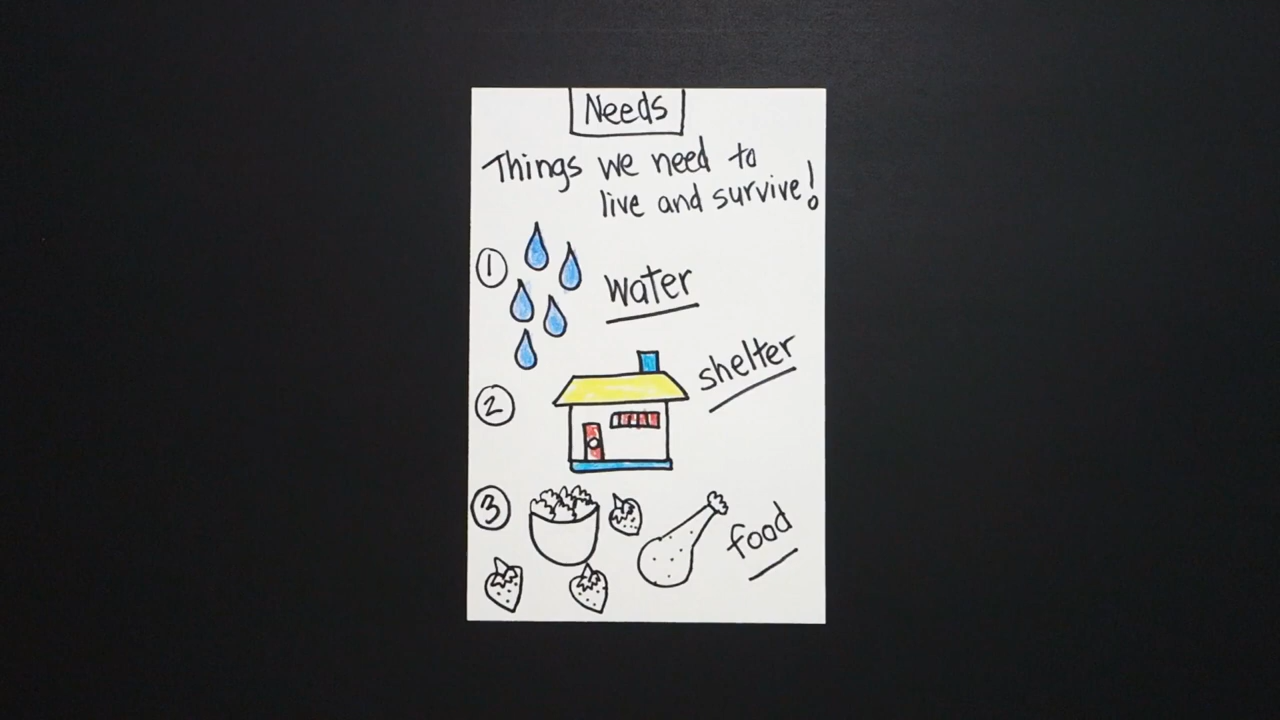 Needs
Things we need to
live and survive!
1
water
shelter
2
3
food